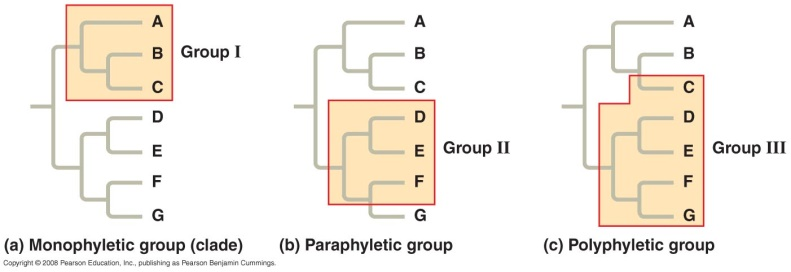 A
B
C
D
E
F
G
Group I
(a) Monophyletic group (clade)
A
B
C
D
E
F
G
Group II
(b) Paraphyletic group
A
B
C
D
E
F
G
Group III
(c) Polyphyletic group
Copyright © 2008 Pearson Education, Inc., publishing as Pearson Benjamin Cummings.